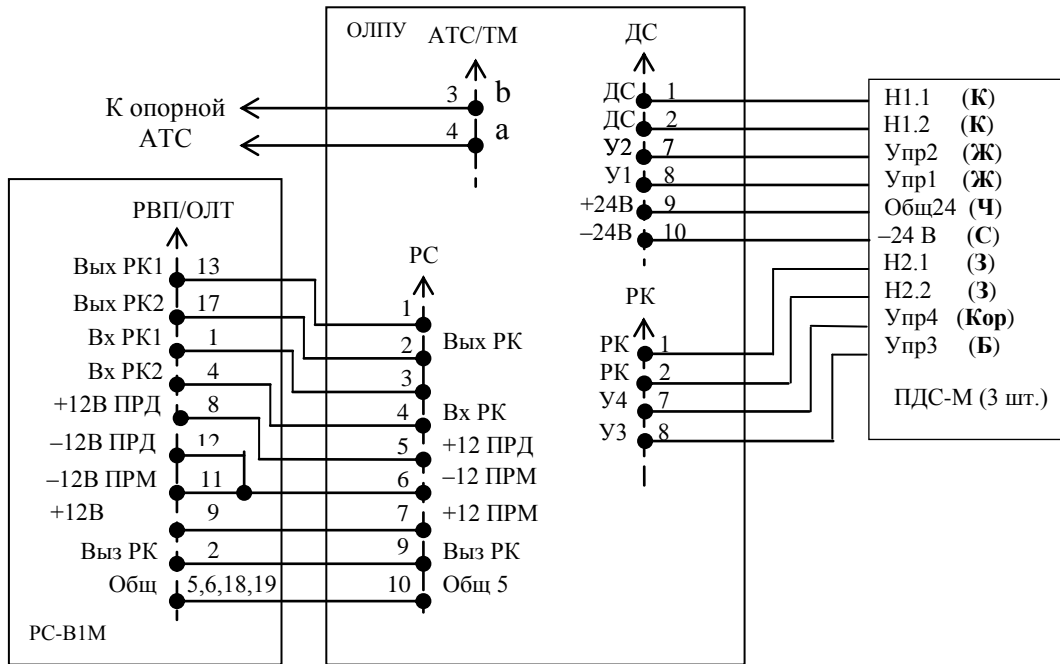 ОЛПУ
АТС/ТМ
3 b
4 a
К опорной
АТС
ДС
ДС 1
ДС 2
У2 7
У1 8
+24В 9
–24В 10
Н1.1 (К)
Н1.2 (К)
Упр2 (Ж)
Упр1 (Ж)
Общ24 (Ч)
–24 В (С)
Н2.1 (З)
Н2.2 (З)
Упр4 (Кор)
Упр3 (Б)
ПДС-М (3 шт.)
РВП/ОЛТ
Вых РК1 13
Вых РК2 17
Вх РК1 1
Вх РК2 4
+12В ПРД 8
–12В ПРД 12
–12В ПРМ 11
+12В 9
Выз РК 2
Общ 5,6,18,19
РС-В1М
РС
1
2 Вых РК
3
4 Вх РК
5 +12 ПРД
6 –12 ПРМ
7 +12 ПРМ
9 Выз РК
10 Общ 5
РК
РК 1
РК 2
У4 7
У3 8